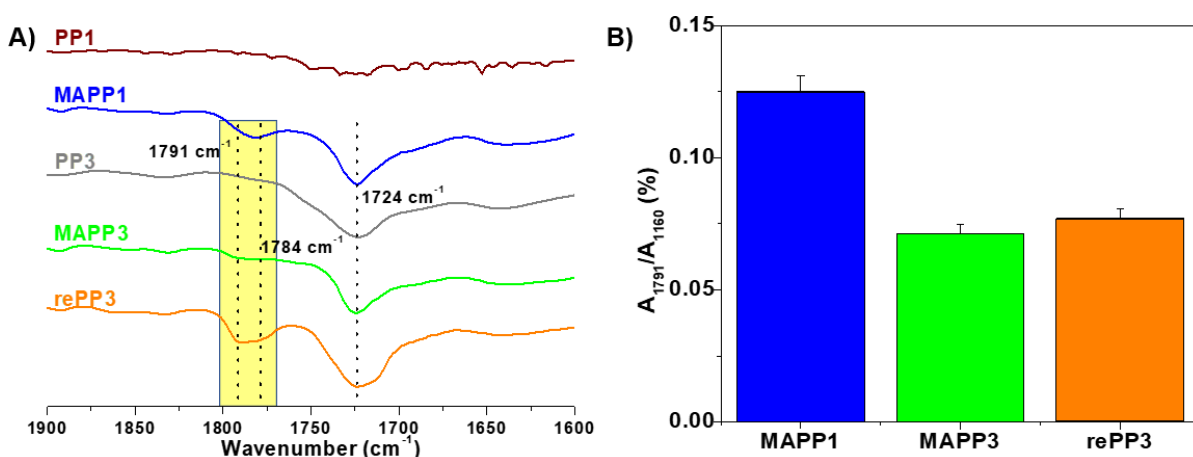 A)
PP1
MAPP1
1791 cm-1
PP3
1724 cm-1
MAPP3
1784 cm-1
rePP3
1900 1850 1800 1750 1700 1650 1600
Wavenumber (cm-1)
B)
0.15
0.10
0.05
0.00
A1791/A1160 (%)
MAPP1 MAPP3 rePP3